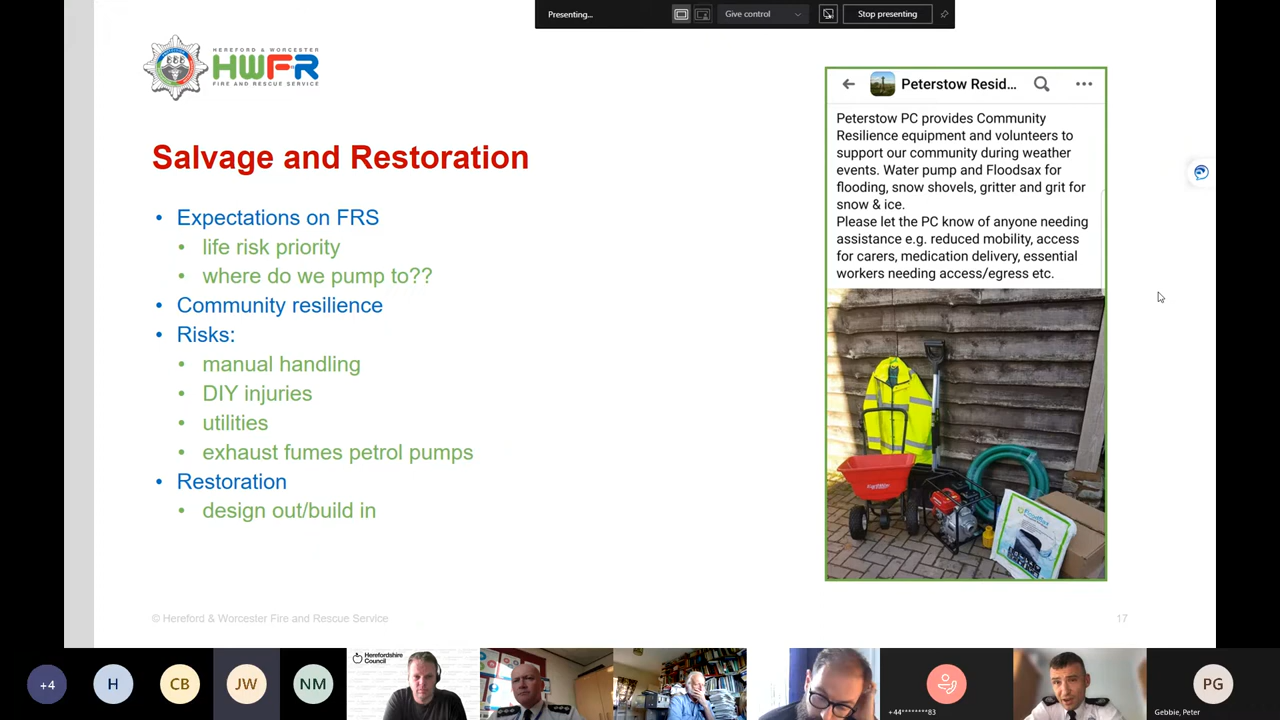 Presenting...
Give control
Stop presenting
HEREFORD & WORCESTER
HWFR
FIRE AND RESCUE SERVICE
Salvage and Restoration
• Expectations on FRS
• life risk priority
• where do we pump to??
• Community resilience
• Risks:
• manual handling
• DIY injuries
• utilities
• exhaust fumes petrol pumps
• Restoration
• design out/build in
Peterstow Resid...
Peterstow PC provides Community
Resilience equipment and volunteers to
support our community during weather
events. Water pump and Floodsax for
flooding, snow shovels, gritter and grit for
snow & ice.
Please let the PC know of anyone needing
assistance e.g. reduced mobility, access
for carers, medication delivery, essential
workers needing access/egress etc.
FloodSax
© Hereford & Worcester Fire and Rescue Service
17
+4
H
CB
JW
NM
Herefordshire
Council
+44********83
PG
Gebbie, Peter